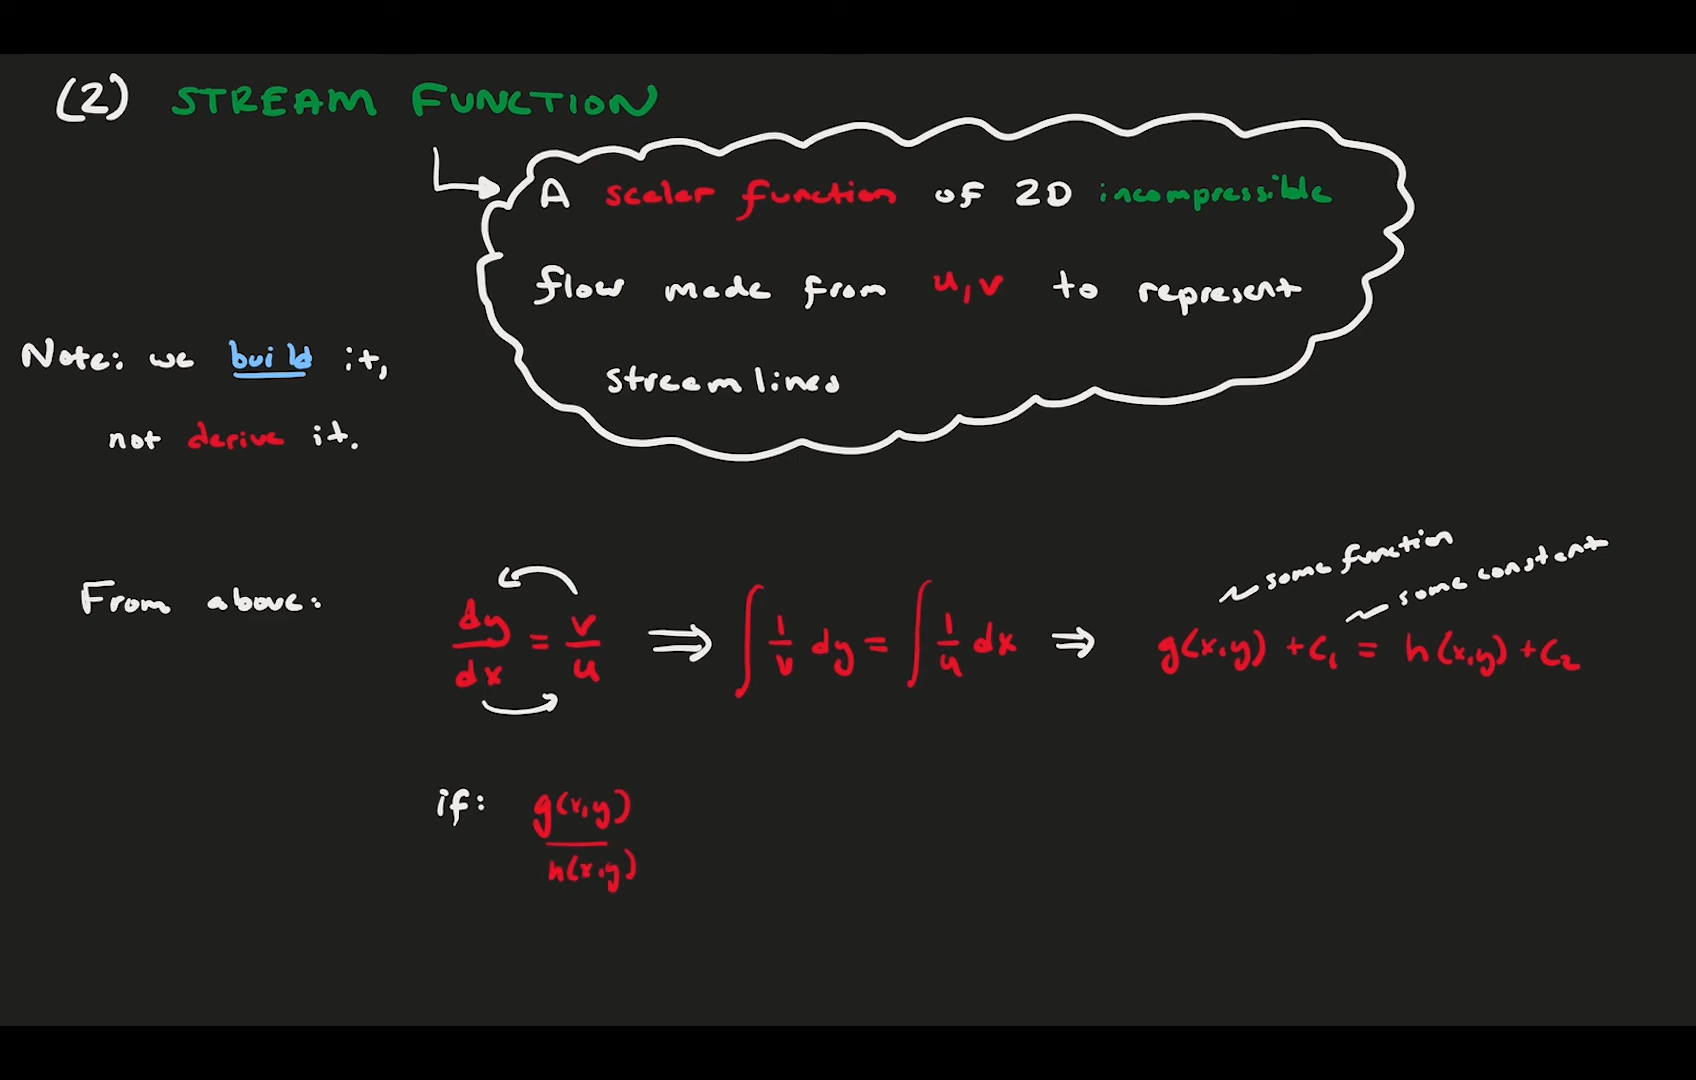 (2) STREAM FUNCTION
A scalar function of 2D incompressible
flow made from u,v to represent
streamlines
Note: we build it,
not derive it.
some function
some constant
From above: dy/dx = v/u ⇒ ∫ 1/v dy = ∫ 1/u dx ⇒ g(x,y) + C₁ = h(x,y) + C₂
if: g(x,y)
h(x,y)